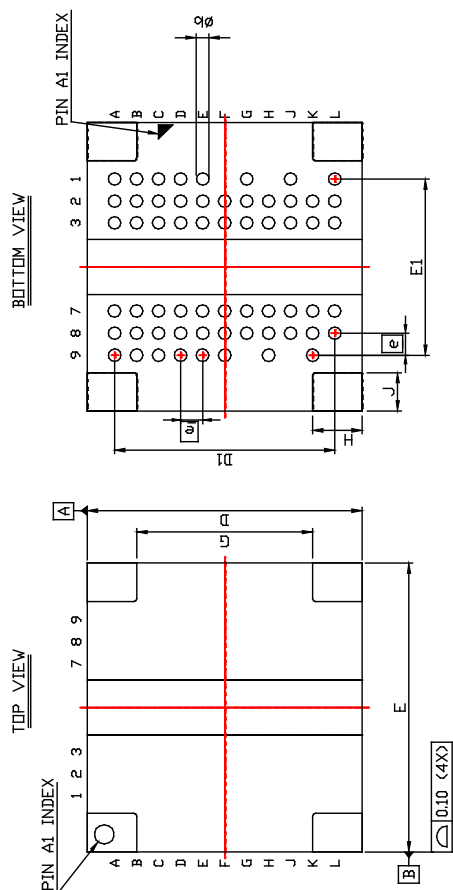 BOTTOM VIEW
PIN A1 INDEX
Øb
A B C D E F G H J K L
1
2
3
7
8
9
E1
e
e
D1
H
J
TOP VIEW
PIN A1 INDEX
A
D
G
7 8 9
1 2 3
A B C D E F G H J K L
E
B
0.10 (4X)